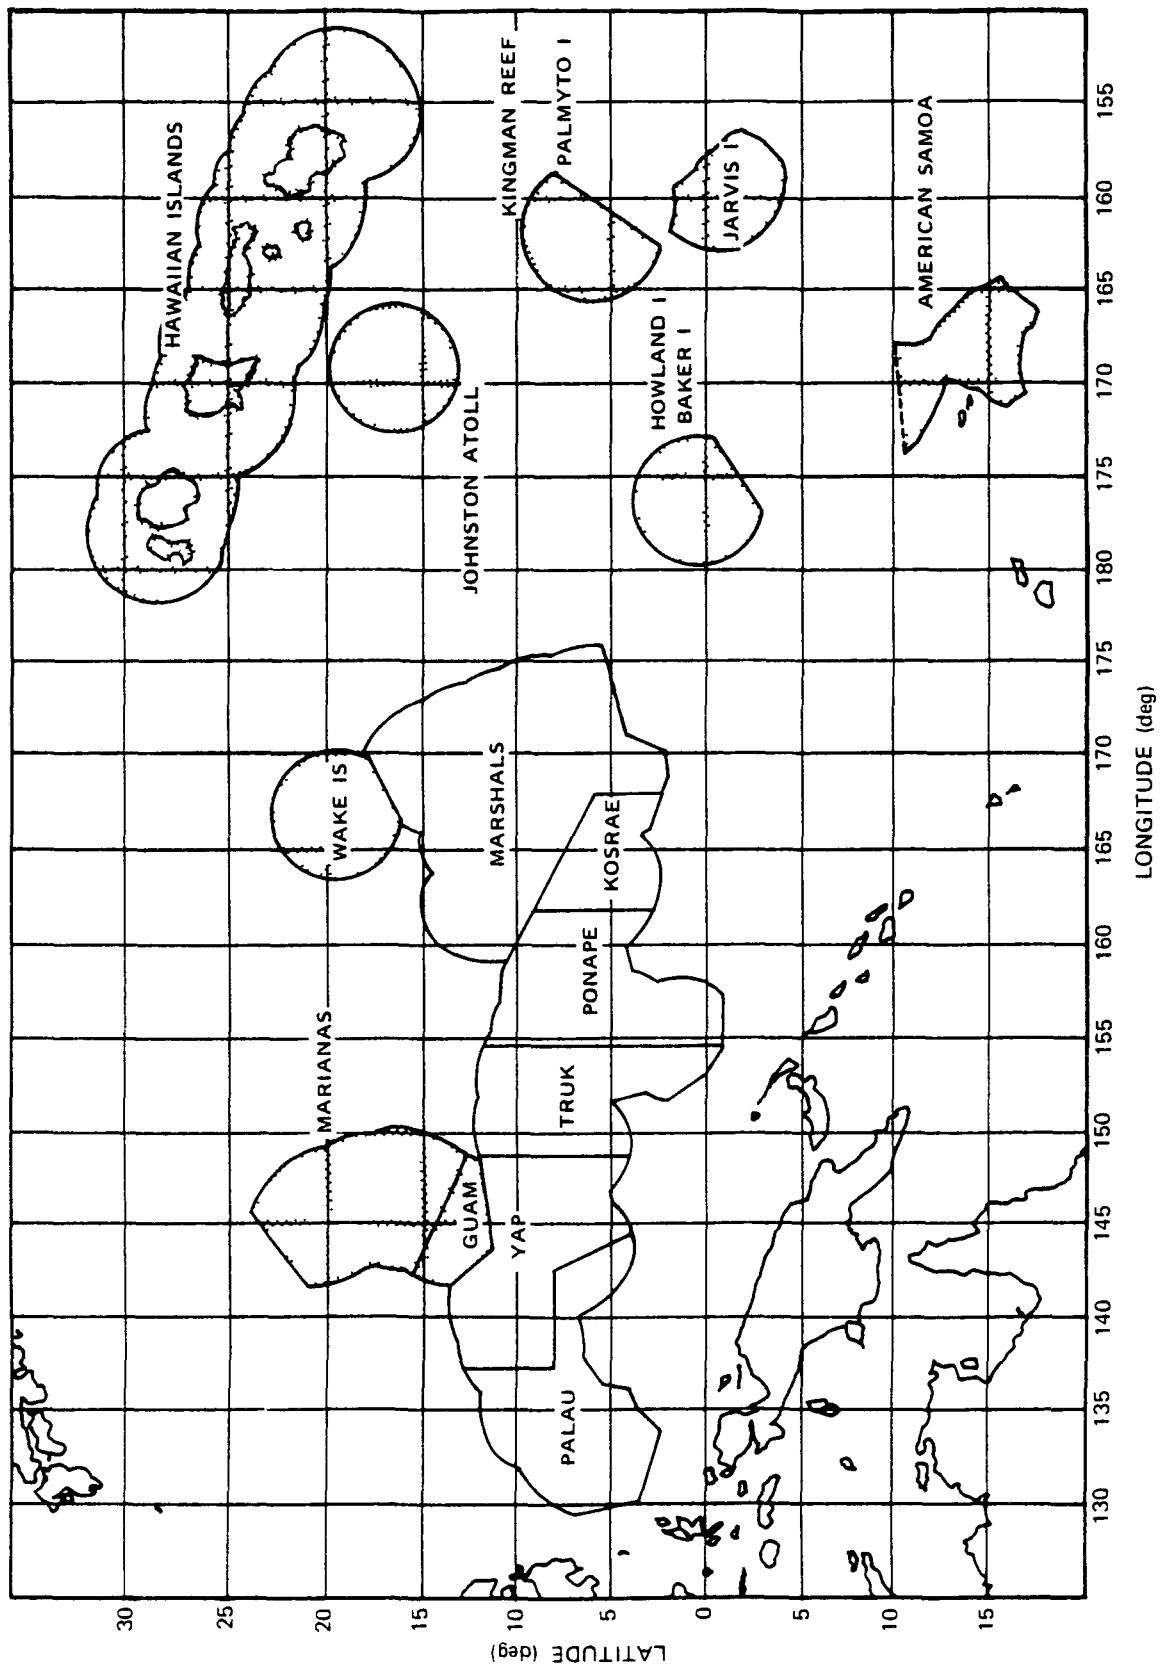 HAWAIIAN ISLANDS
KINGMAN REEF
PALMYTO I
JARVIS I
AMERICAN SAMOA
JOHNSTON ATOLL
HOWLAND I
BAKER I
WAKE IS
MARSHALS
KOSRAE
PONAPE
MARIANAS
TRUK
GUAM
YAP
PALAU
LATITUDE (deg)
30
25
20
15
10
5
0
5
10
15
130
135
140
145
150
155
160
165
170
175
180
175
170
165
160
155
LONGITUDE (deg)